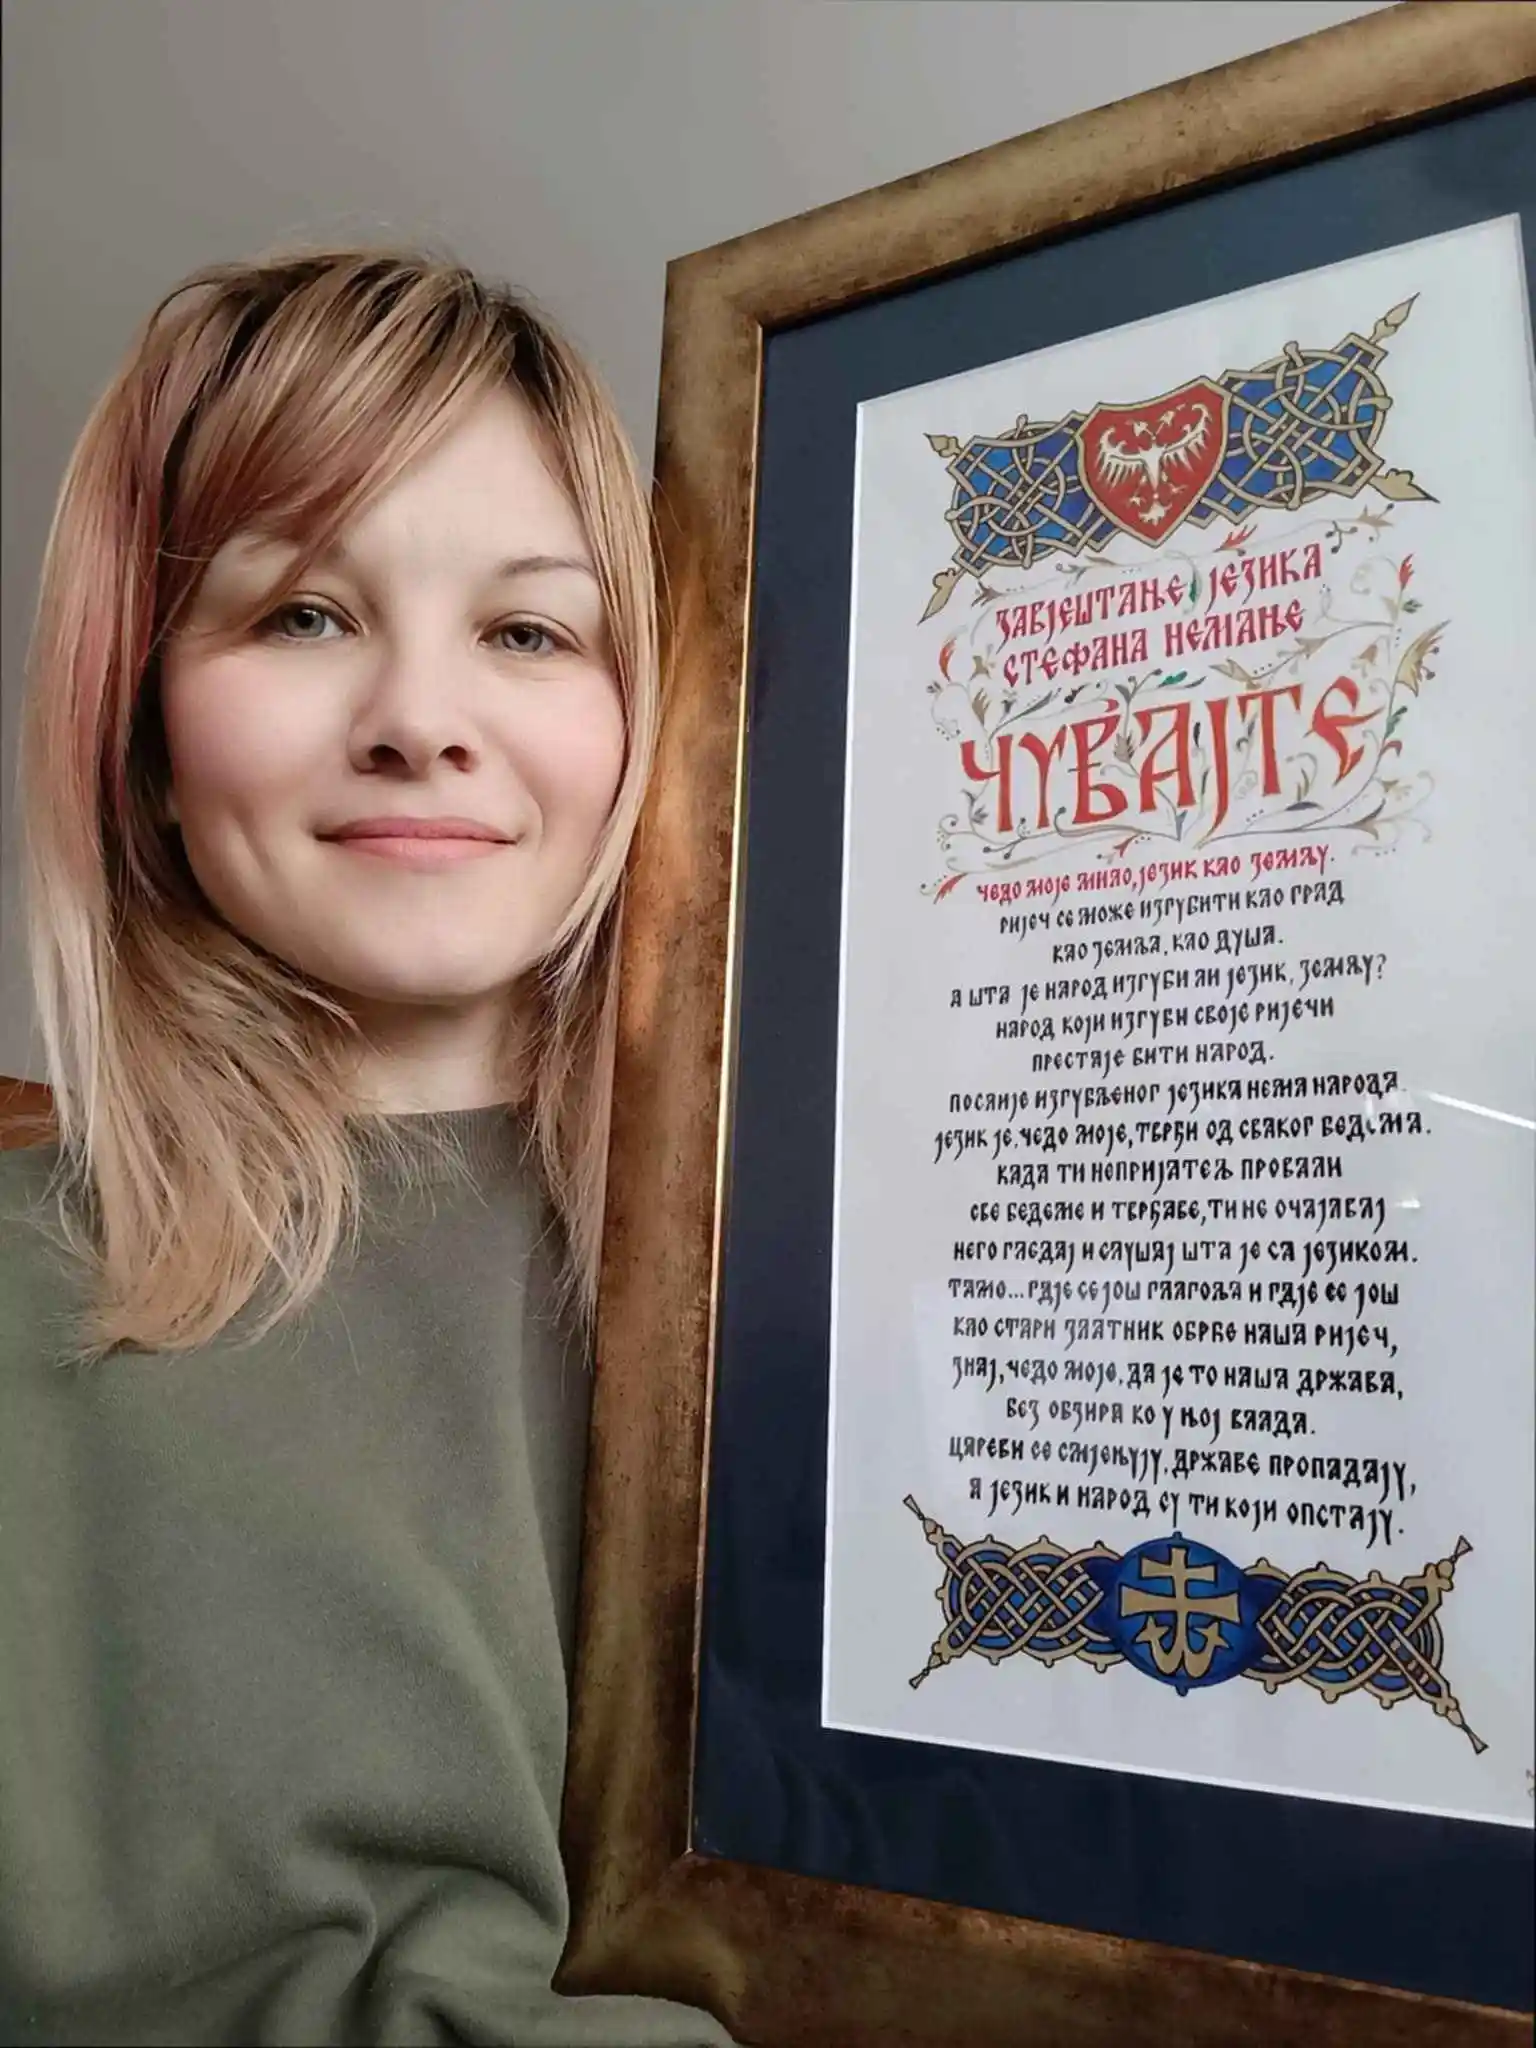 ЗАВЈЕШТАЊЕ ЈЕЗИКА
СТЕФАНА НЕМАЊЕ
ЧУВАЈТЕ
ЧЕДО МОЈЕ МИЛО, ЈЕЗИК КАО ЗЕМЉУ.
РИЈЕЧ СЕ МОЖЕ ИЗГУБИТИ КАО ГРАД
КАО ЗЕМЉА, КАО ДУША.
А ШТА ЈЕ НАРОД ИЗГУБИ ЛИ ЈЕЗИК, ЗЕМЉУ?
НАРОД КОЈИ ИЗГУБИ СВОЈЕ РИЈЕЧИ
ПРЕСТАЈЕ БИТИ НАРОД.
ПОСЛИЈЕ ИЗГУБЉЕНОГ ЈЕЗИКА НЕМА НАРОДА.
ЈЕЗИК ЈЕ, ЧЕДО МОЈЕ, ТВРЂИ ОД СВАКОГ БЕДЕМА.
КАДА ТИ НЕПРИЈАТЕЉ ПРОВАЛИ
СВЕ БЕДЕМЕ И ТВРЂАВЕ, ТИ НЕ ОЧАЈАВАЈ
НЕГО ГЛЕДАЈ И СЛУШАЈ ШТА ЈЕ СА ЈЕЗИКОМ.
ТАМО... ГДЈЕ СЕ ЈОШ ГЛАГОЉА И ГДЈЕ СЕ ЈОШ
КАО СТАРИ ЗЛАТНИК ОБРЋЕ НАША РИЈЕЧ,
ЗНАЈ, ЧЕДО МОЈЕ, ДА ЈЕ ТО НАША ДРЖАВА,
БЕЗ ОБЗИРА КО У ЊОЈ ВЛАДА.
ЦАРЕВИ СЕ СМЈЕЊУЈУ, ДРЖАВЕ ПРОПАДАЈУ,
А ЈЕЗИК И НАРОД СУ ТИ КОЈИ ОПСТАЈУ.